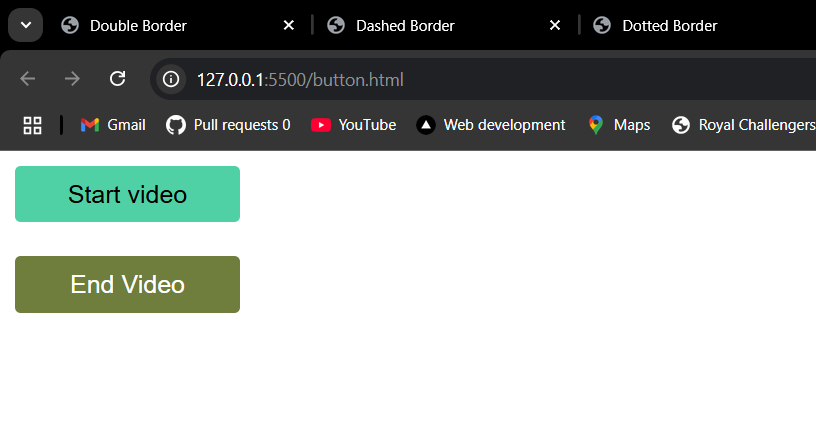 Double Border Dashed Border Dotted Border
127.0.0.1:5500/button.html
Gmail Pull requests 0 YouTube Web development Maps Royal Challengers
Start video
End Video